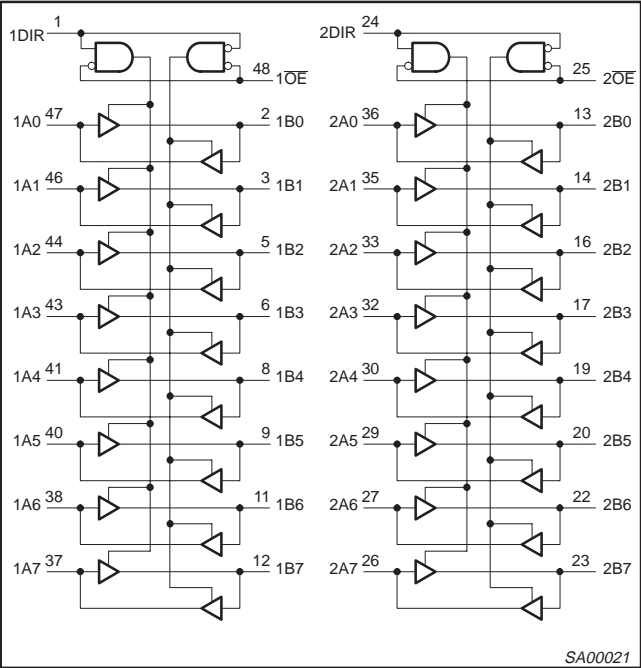 1DIR 1 2DIR 24
48 1O̅E̅ 25 2O̅E̅
1A0 47 2 1B0 2A0 36 13 2B0
1A1 46 3 1B1 2A1 35 14 2B1
1A2 44 5 1B2 2A2 33 16 2B2
1A3 43 6 1B3 2A3 32 17 2B3
1A4 41 8 1B4 2A4 30 19 2B4
1A5 40 9 1B5 2A5 29 20 2B5
1A6 38 11 1B6 2A6 27 22 2B6
1A7 37 12 1B7 2A7 26 23 2B7
SA00021